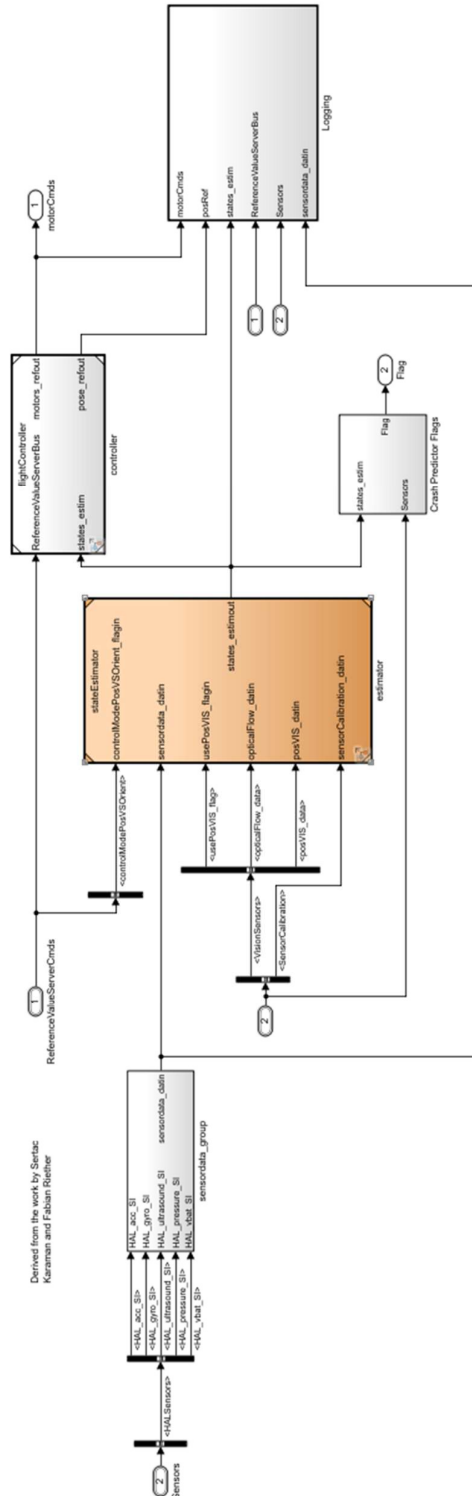 Derived from the work by Sertac
Karaman and Fabian Riether
2
Sensors
<HALSensors>
<HAL_acc_SI>
<HAL_gyro_SI>
<HAL_ultrasound_SI>
<HAL_pressure_SI>
<HAL_vbat_SI>
HAL_acc_SI
HAL_gyro_SI
HAL_ultrasound_SI
HAL_pressure_SI
HAL_vbat_SI
sensordata_datin
sensordata_group
1
ReferenceValueServerCmds
<controlModePosVSOrient>
2
<VisionSensors>
<SensorCalibration>
<usePosVIS_flag>
<opticalFlow_data>
<posVIS_data>
stateEstimator
controlModePosVSOrient_flagin
sensordata_datin
usePosVIS_flagin
opticalFlow_datin
posVIS_datin
sensorCalibration_datin
states_estimout
estimator
flightController
ReferenceValueServerBus
states_estim
motors_refout
pose_refout
controller
states_estim
Sensors
Flag
Crash Predictor Flags
2
Flag
1
motorCmds
1
2
motorCmds
posRef
states_estim
ReferenceValueServerBus
Sensors
sensordata_datin
Logging